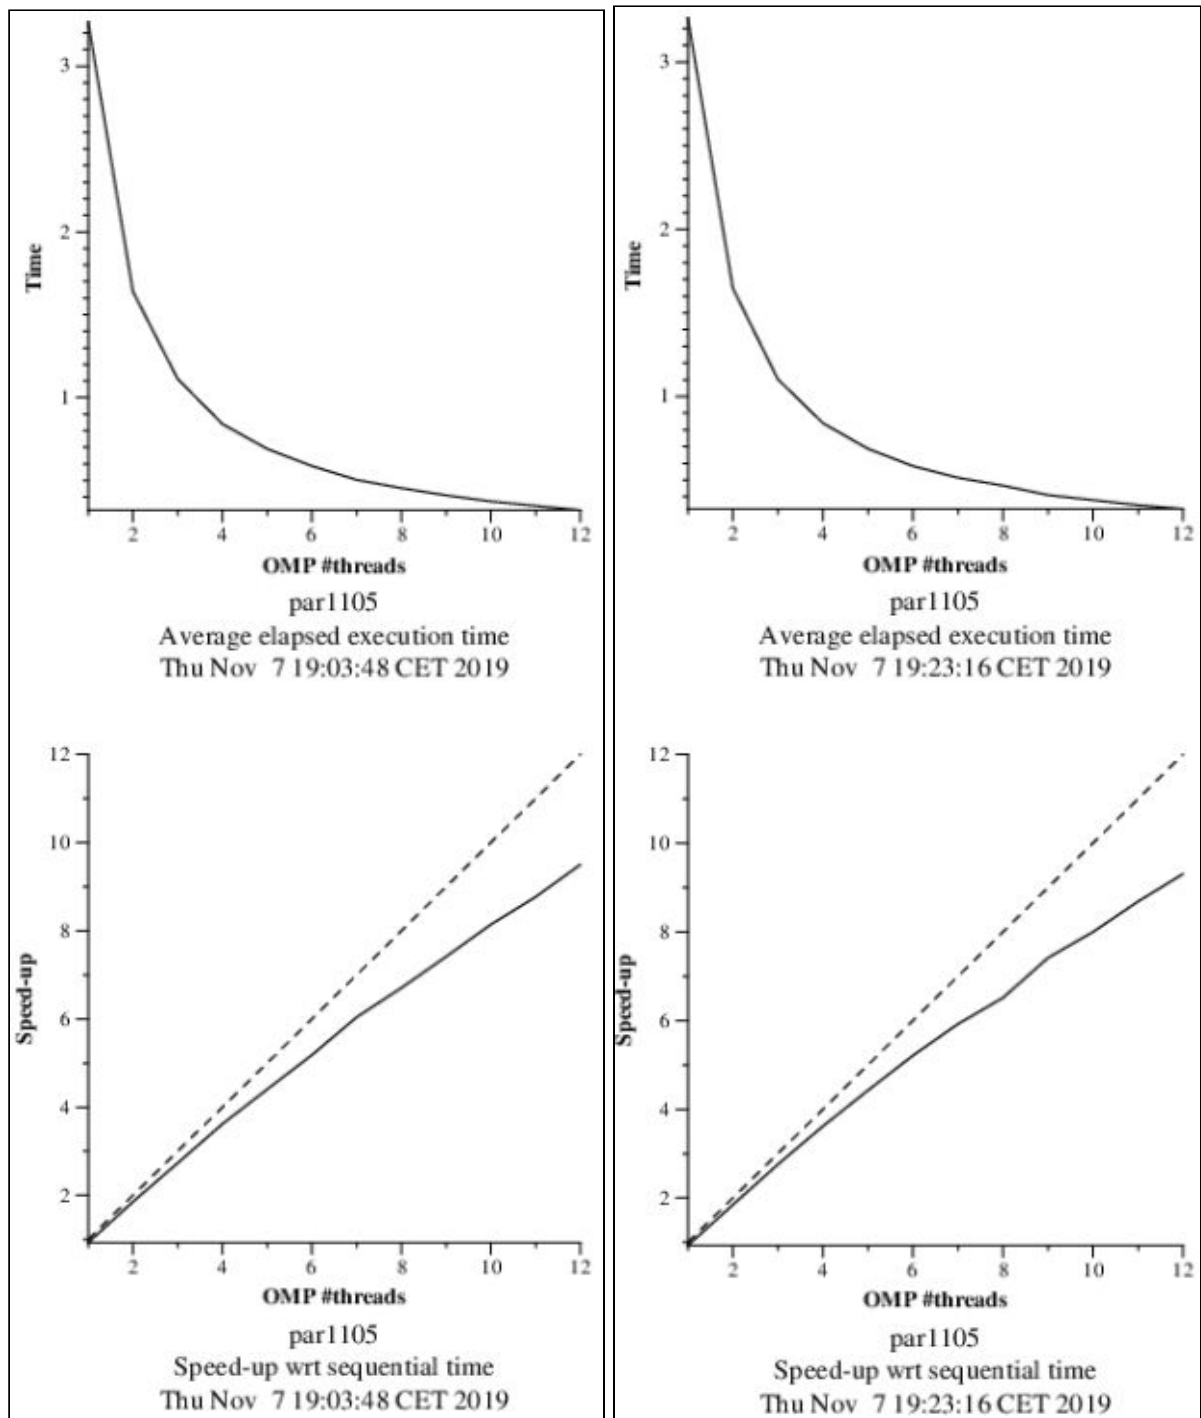 3
2
1
Time
2
4
6
8
10
12
OMP #threads
par1105
Average elapsed execution time
Thu Nov 7 19:03:48 CET 2019
12
10
8
6
4
2
Speed-up
2
4
6
8
10
12
OMP #threads
par1105
Speed-up wrt sequential time
Thu Nov 7 19:03:48 CET 2019
3
2
1
Time
2
4
6
8
10
12
OMP #threads
par1105
Average elapsed execution time
Thu Nov 7 19:23:16 CET 2019
12
10
8
6
4
2
Speed-up
2
4
6
8
10
12
OMP #threads
par1105
Speed-up wrt sequential time
Thu Nov 7 19:23:16 CET 2019